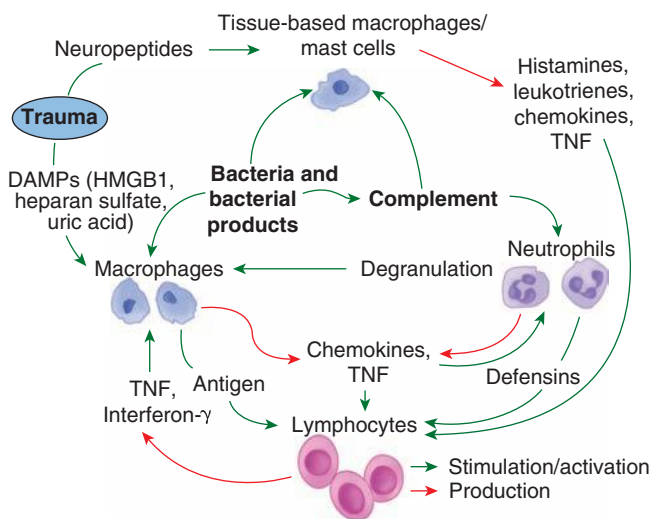 Tissue-based macrophages/
mast cells
Neuropeptides
Histamines,
leukotrienes,
chemokines,
TNF
Trauma
DAMPs (HMGB1,
heparan sulfate,
uric acid)
Bacteria and
bacterial
products
Complement
Neutrophils
Macrophages
Degranulation
Chemokines,
TNF
Defensins
TNF,
Interferon-γ
Antigen
Lymphocytes
Stimulation/activation
Production